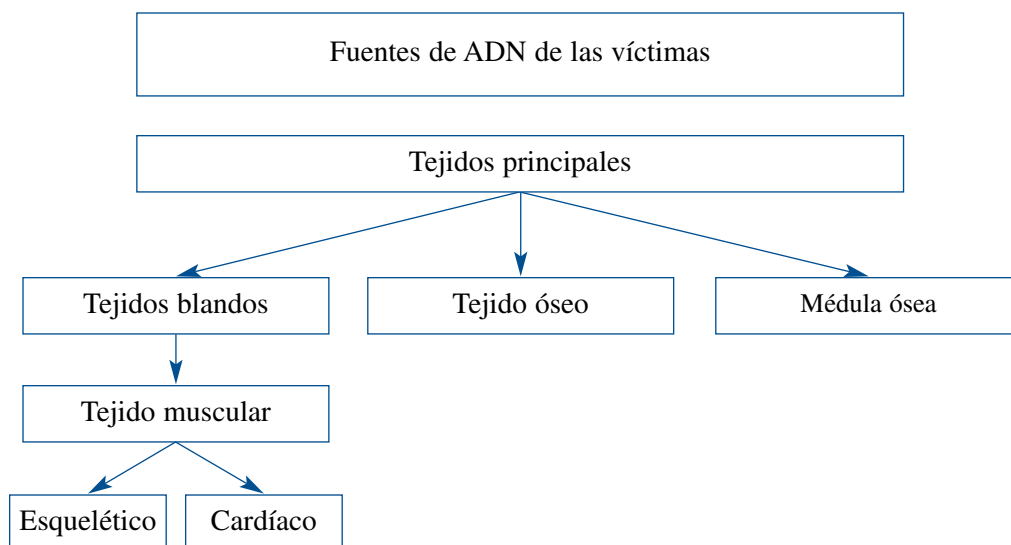 Fuentes de ADN de las víctimas
Tejidos principales
Tejidos blandos
Tejido óseo
Médula ósea
Tejido muscular
Esquelético
Cardíaco